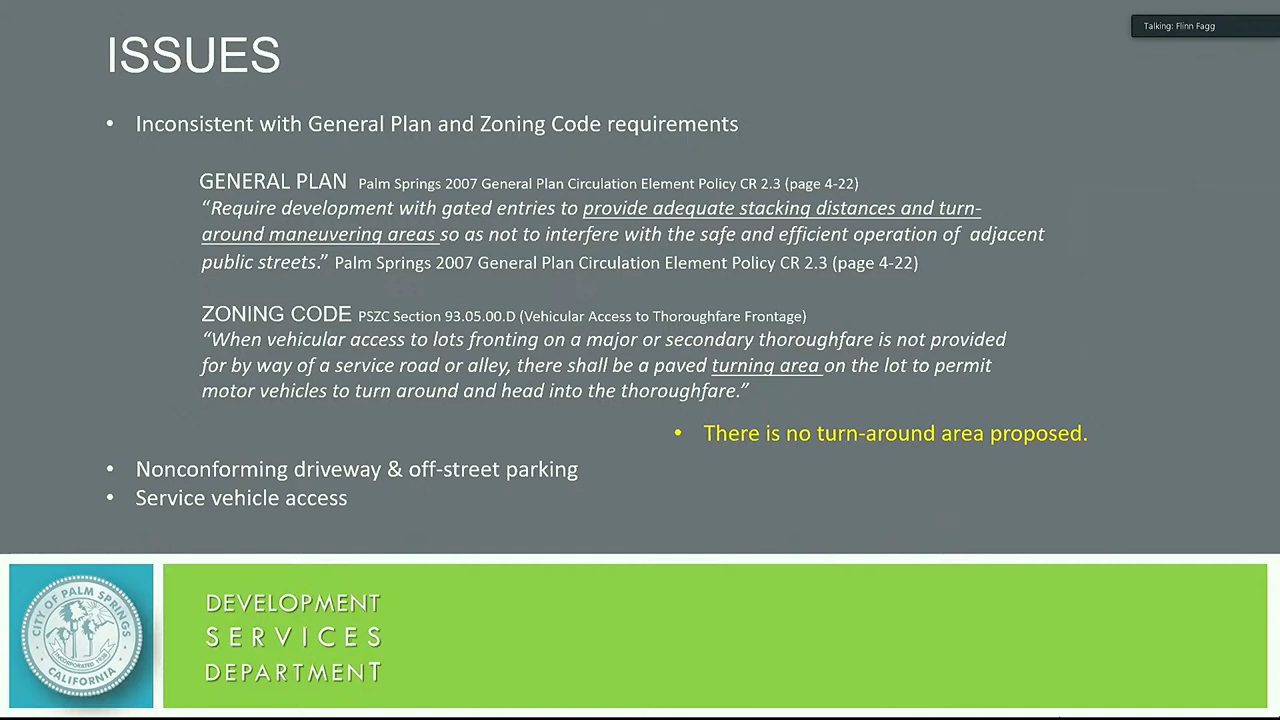 Talking: Flinn Fagg
ISSUES
• Inconsistent with General Plan and Zoning Code requirements
GENERAL PLAN Palm Springs 2007 General Plan Circulation Element Policy CR 2.3 (page 4-22)
“Require development with gated entries to provide adequate stacking distances and turn-
around maneuvering areas so as not to interfere with the safe and efficient operation of adjacent
public streets.” Palm Springs 2007 General Plan Circulation Element Policy CR 2.3 (page 4-22)
ZONING CODE PSZC Section 93.05.00.D (Vehicular Access to Thoroughfare Frontage)
“When vehicular access to lots fronting on a major or secondary thoroughfare is not provided
for by way of a service road or alley, there shall be a paved turning area on the lot to permit
motor vehicles to turn around and head into the thoroughfare.”
• There is no turn-around area proposed.
• Nonconforming driveway & off-street parking
• Service vehicle access
CITY OF PALM SPRINGS
INCORPORATED 1938
CALIFORNIA
DEVELOPMENT
SERVICES
DEPARTMENT